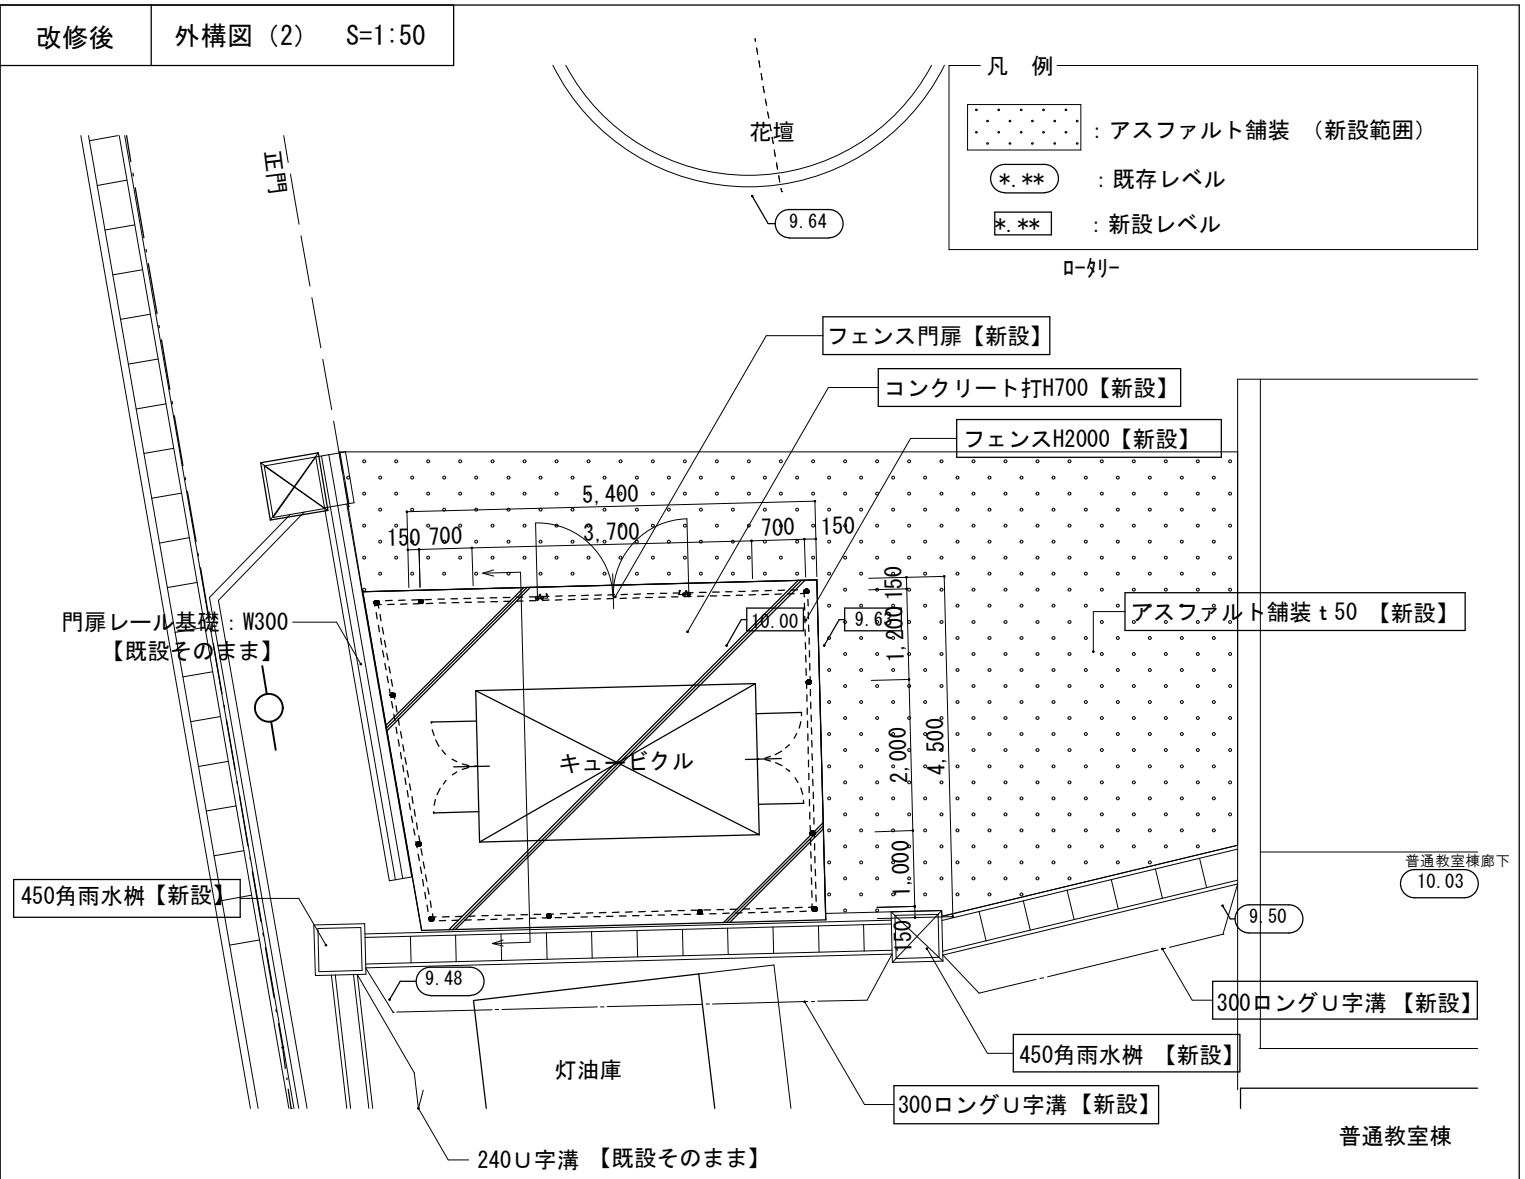 改修後
外構図（2） S=1:50
凡 例
：アスファルト舗装 （新設範囲）
*.** ：既存レベル
*.** ：新設レベル
花壇
正門
9.64
ﾛｰﾀﾘｰ
フェンス門扉【新設】
コンクリート打H700【新設】
フェンスH2000【新設】
5,400
150 700 3,700 700 150
門扉レール基礎：W300
【既設そのまま】
10.00
150
1,200
2,000
4,500
1,000
150
アスファルト舗装ｔ50 【新設】
キュービクル
普通教室棟廊下
10.03
450角雨水桝【新設】
9.50
9.48
300ロングＵ字溝 【新設】
450角雨水桝 【新設】
灯油庫
300ロングＵ字溝【新設】
普通教室棟
240Ｕ字溝 【既設そのまま】